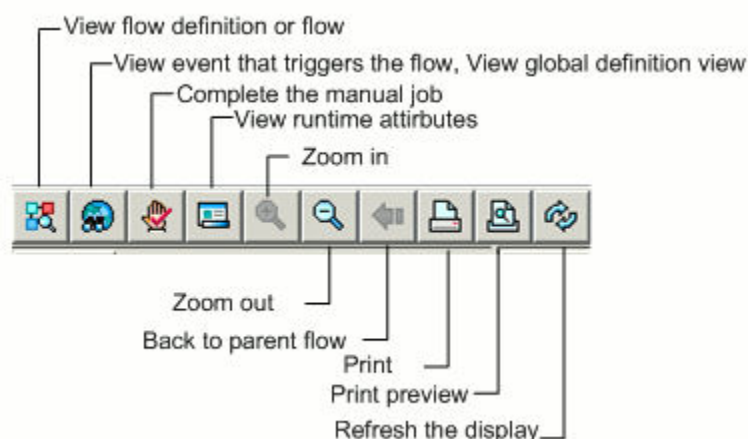 View flow definition or flow
View event that triggers the flow, View global definition view
Complete the manual job
View runtime attirbutes
Zoom in
Zoom out
Back to parent flow
Print
Print preview
Refresh the display